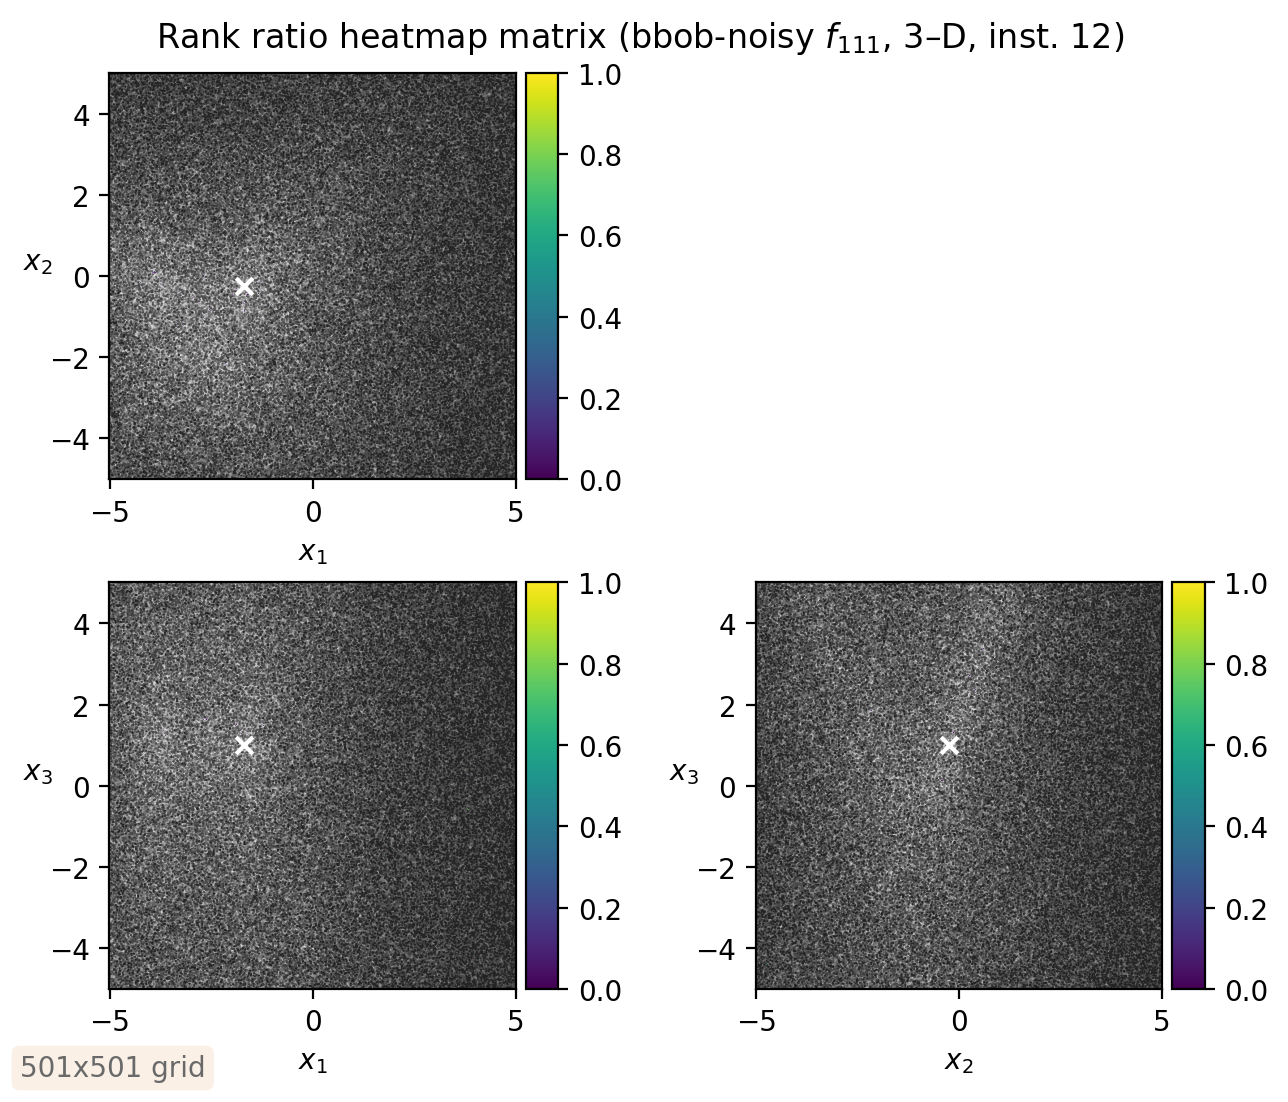 Rank ratio heatmap matrix (bbob-noisy f111, 3–D, inst. 12)
1.0
4
0.8
2
0.6
x2
0
0.4
−2
0.2
−4
0.0
−5 0 5
x1
1.0 1.0
4 0.8 4 0.8
2 0.6 2 0.6
x3 0 x3 0
0.4 0.4
−2 −2
0.2 0.2
−4 −4
0.0 0.0
−5 0 5 −5 0 5
501x501 grid x1 x2